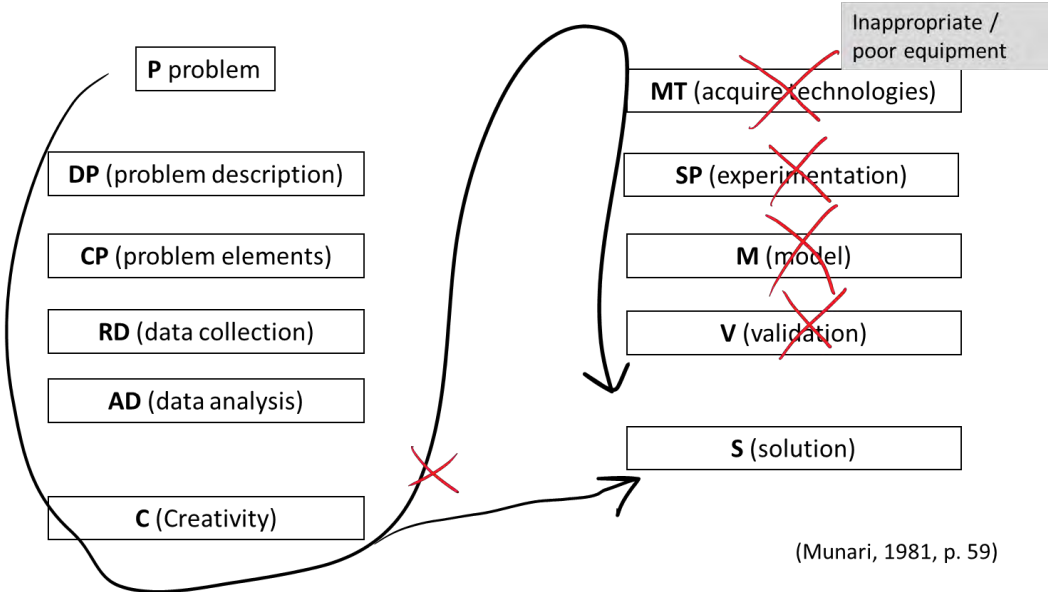 P problem
DP (problem description)
CP (problem elements)
RD (data collection)
AD (data analysis)
C (Creativity)
Inappropriate /
poor equipment
MT (acquire technologies)
SP (experimentation)
M (model)
V (validation)
S (solution)
(Munari, 1981, p. 59)